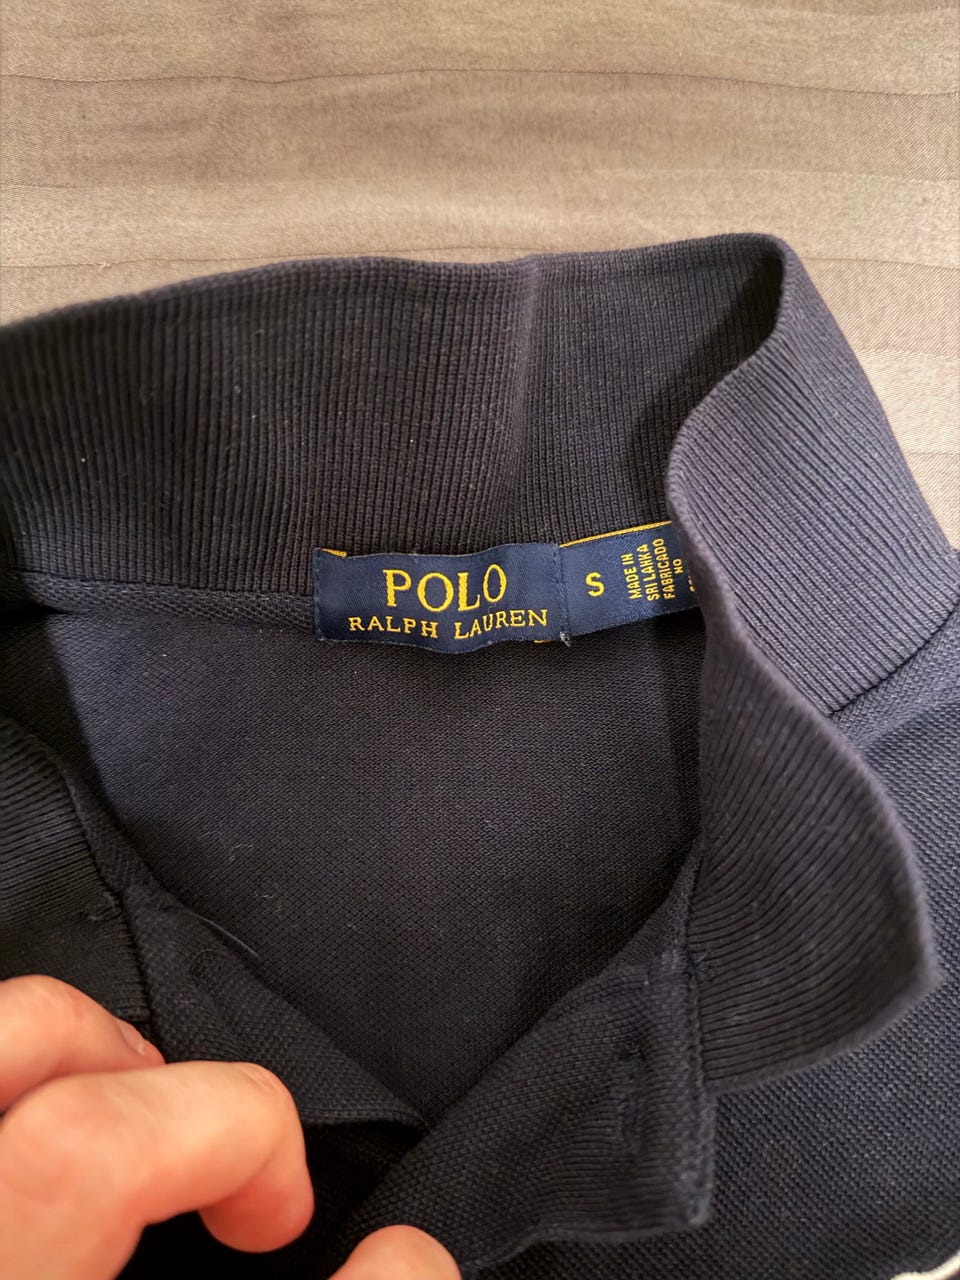 POLO
RALPH LAUREN
S
MADE IN
SRI LANKA
FABRICADO
NO